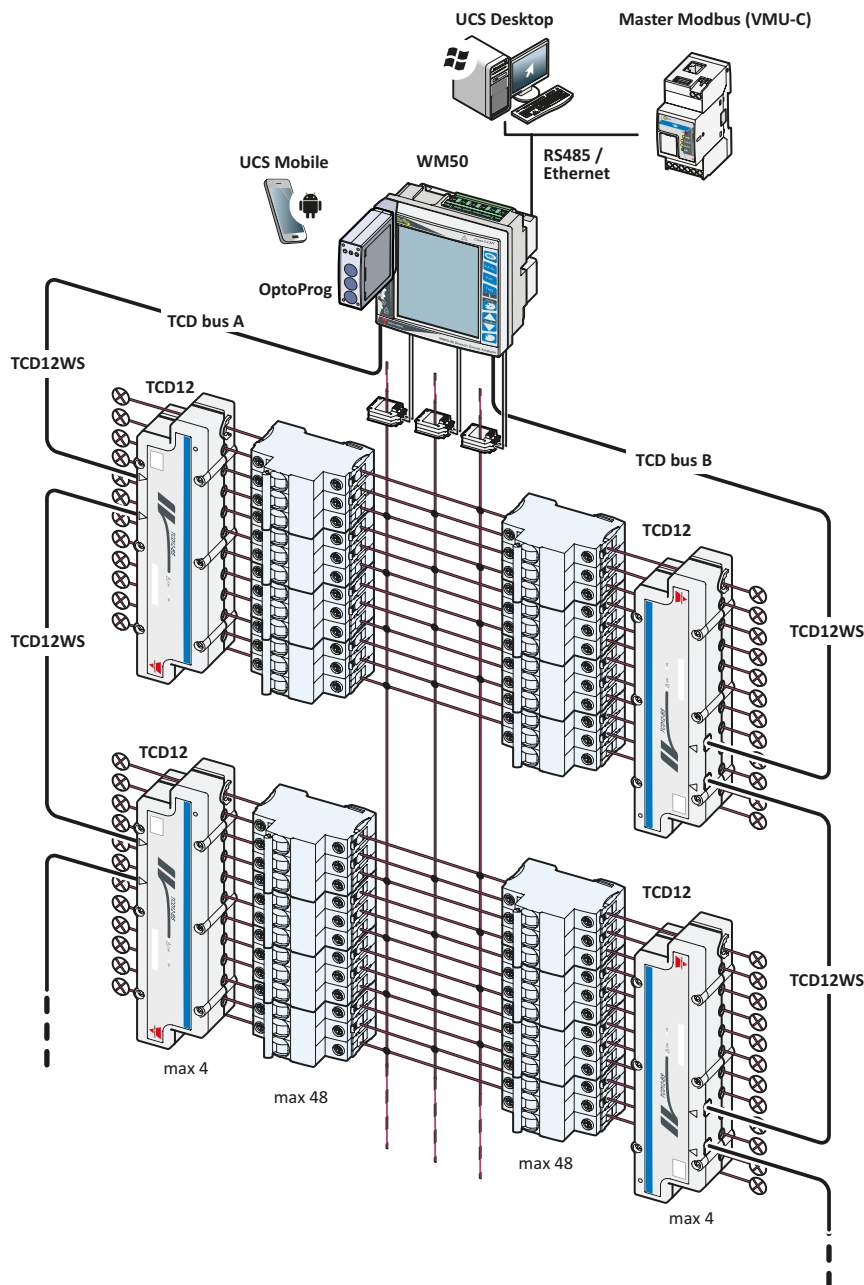 UCS Desktop
Master Modbus (VMU-C)
RS485 /
Ethernet
WM50
UCS Mobile
OptoProg
TCD bus A
TCD12WS
TCD12
TCD bus B
TCD12
TCD12WS
TCD12WS
TCD12
TCD12
TCD12WS
max 4
max 48
max 48
max 4